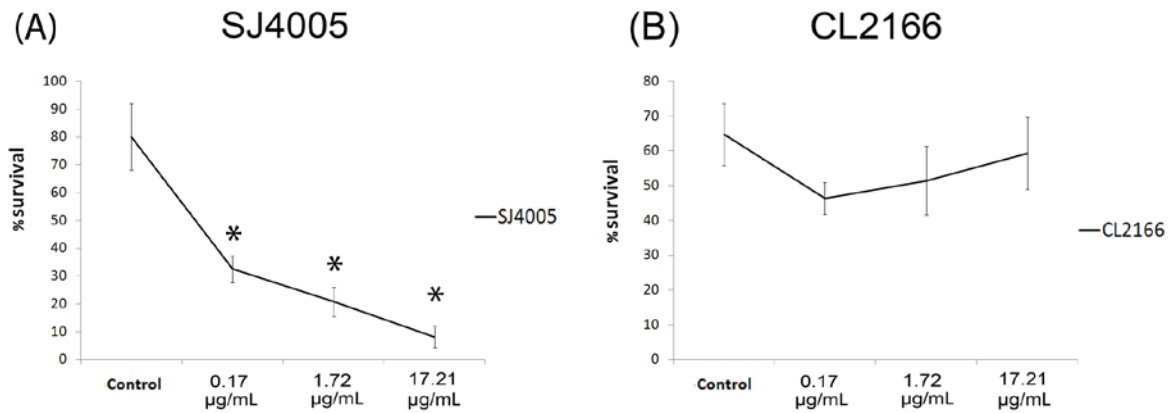 (A) SJ4005
100
90
80
70
60
50
40
30
20
10
0
%survival
*
*
*
SJ4005
Control
0.17 µg/mL
1.72 µg/mL
17.21 µg/mL
(B) CL2166
80
70
60
50
40
30
20
10
0
%survival
CL2166
Control
0.17 µg/mL
1.72 µg/mL
17.21 µg/mL